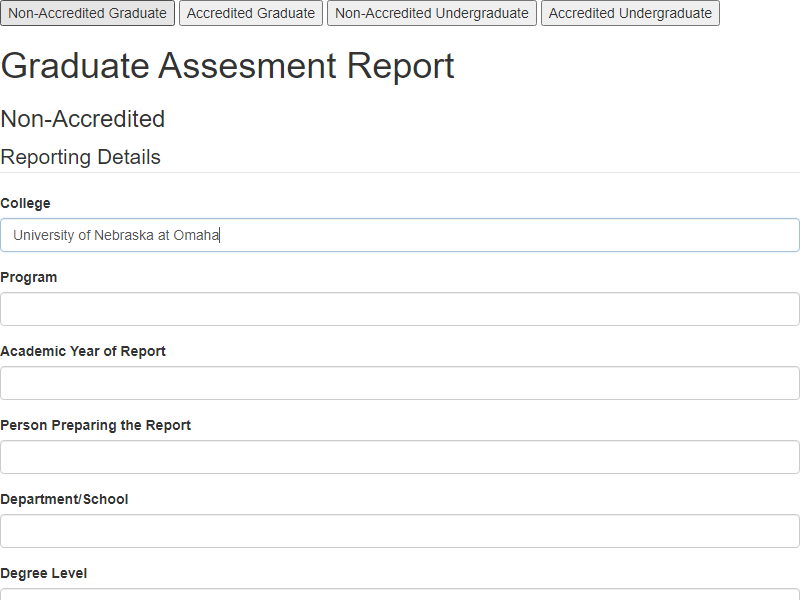 Non-Accredited Graduate Accredited Graduate Non-Accredited Undergraduate Accredited Undergraduate
Graduate Assesment Report
Non-Accredited
Reporting Details
College
University of Nebraska at Omaha
Program
Academic Year of Report
Person Preparing the Report
Department/School
Degree Level